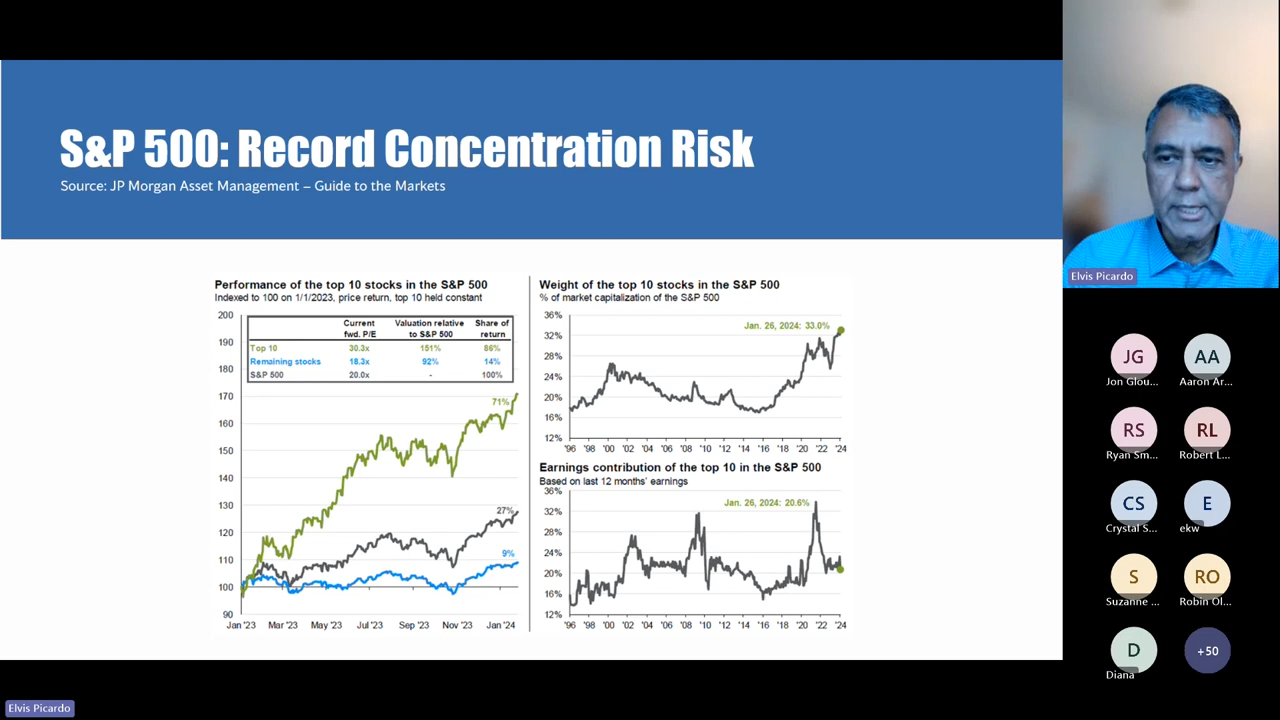 S&P 500: Record Concentration Risk
Source: JP Morgan Asset Management – Guide to the Markets
Performance of the top 10 stocks in the S&P 500
Indexed to 100 on 1/1/2023, price return, top 10 held constant
Current fwd. P/E Valuation relative to S&P 500 Share of return
Top 10 30.3x 151% 86%
Remaining stocks 18.3x 92% 14%
S&P 500 20.0x - 100%
200
190
180
170
160
150
140
130
120
110
100
90
71%
27%
9%
Jan '23 Mar '23 May '23 Jul '23 Sep '23 Nov '23 Jan '24
Weight of the top 10 stocks in the S&P 500
% of market capitalization of the S&P 500
36%
32%
28%
24%
20%
16%
12%
Jan. 26, 2024: 33.0%
'96 '98 '00 '02 '04 '06 '08 '10 '12 '14 '16 '18 '20 '22 '24
Earnings contribution of the top 10 in the S&P 500
Based on last 12 months' earnings
36%
32%
28%
24%
20%
16%
12%
Jan. 26, 2024: 20.6%
'96 '98 '00 '02 '04 '06 '08 '10 '12 '14 '16 '18 '20 '22 '24
Elvis Picardo
JG AA
Jon Glou... Aaron Ar...
RS RL
Ryan Sm... Robert L...
CS E
Crystal S... ekw
S RO
Suzanne ... Robin Ol...
D +50
Diana
Elvis Picardo